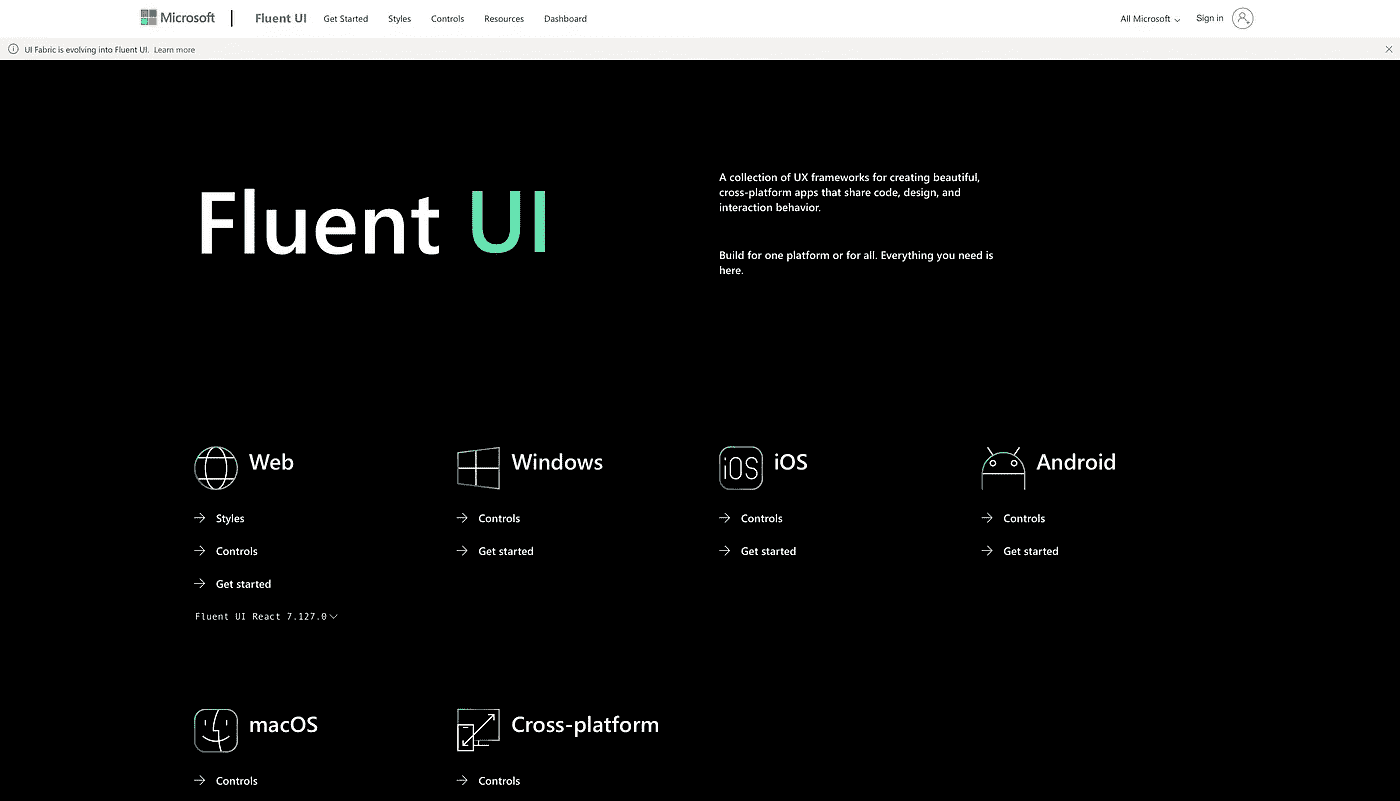 Microsoft
Fluent UI
Get Started
Styles
Controls
Resources
Dashboard
All Microsoft
Sign in
UI Fabric is evolving into Fluent UI. Learn more
Fluent UI
A collection of UX frameworks for creating beautiful,
cross-platform apps that share code, design, and
interaction behavior.
Build for one platform or for all. Everything you need is
here.
Web
Styles
Controls
Get started
Fluent UI React 7.127.0
Windows
Controls
Get started
iOS
iOS
Controls
Get started
Android
Controls
Get started
macOS
Controls
Cross-platform
Controls